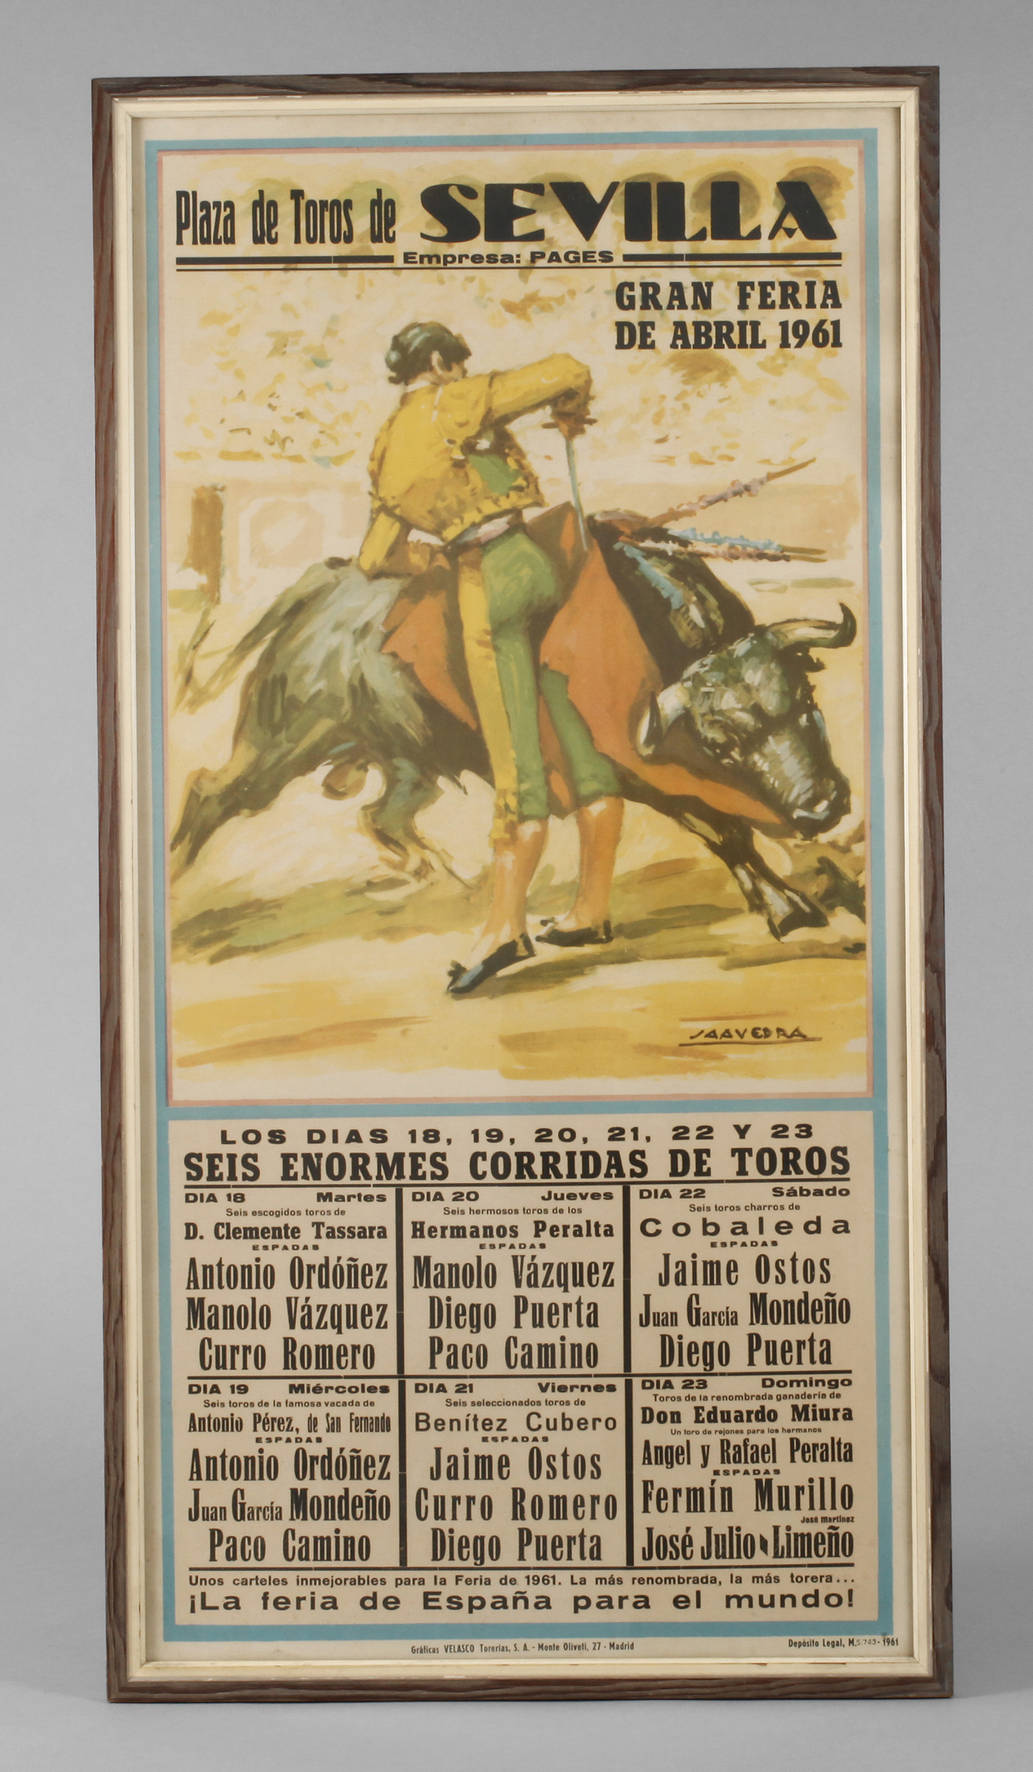 Plaza de Toros de SEVILLA
Empresa: PAGES
GRAN FERIA
DE ABRIL 1961
SAAVEDRA
LOS DIAS 18, 19, 20, 21, 22 Y 23
SEIS ENORMES CORRIDAS DE TOROS
DIA 18 Martes
Seis escogidos toros de
D. Clemente Tassara
ESPADAS
Antonio Ordóñez
Manolo Vázquez
Curro Romero
DIA 19 Miércoles
Seis toros de la famosa vacada de
Antonio Pérez, de San Fernando
ESPADAS
Antonio Ordóñez
Juan García Mondeño
Paco Camino
DIA 20 Jueves
Seis hermosos toros de los
Hermanos Peralta
ESPADAS
Manolo Vázquez
Diego Puerta
Paco Camino
DIA 21 Viernes
Seis seleccionados toros de
Benítez Cubero
ESPADAS
Jaime Ostos
Curro Romero
Diego Puerta
DIA 22 Sábado
Seis toros charros de
Cobaleda
ESPADAS
Jaime Ostos
Juan García Mondeño
Diego Puerta
DIA 23 Domingo
Toros de la renombrada ganadería de
Don Eduardo Miura
Un toro de rejones para los hermanos
Angel y Rafael Peralta
ESPADAS
Fermín Murillo
José Martínez
José Julio Limeño
Unos carteles inmejorables para la Feria de 1961. La más renombrada, la más torera...
¡La feria de España para el mundo!
Gráficas VELASCO Torerías, S. A. - Monte Oliveti, 27 - Madrid
Depósito Legal, M. - 1961